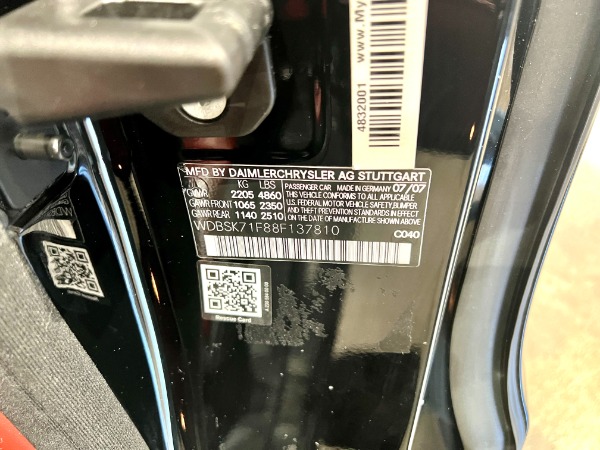 4832001 www.My
MFD BY DAIMLERCHRYSLER AG STUTTGART
KG LBS
GVWR 2205 4860
GAWR FRONT 1065 2350
GAWR REAR 1140 2510
PASSENGER CAR MADE IN GERMANY 07/07
THIS VEHICLE CONFORMS TO ALL APPLICABLE
U.S. FEDERAL MOTOR VEHICLE SAFETY, BUMPER,
AND THEFT PREVENTION STANDARDS IN EFFECT
ON THE DATE OF MANUFACTURE SHOWN ABOVE
WDBSK71F88F137810
C040
Rescue Card